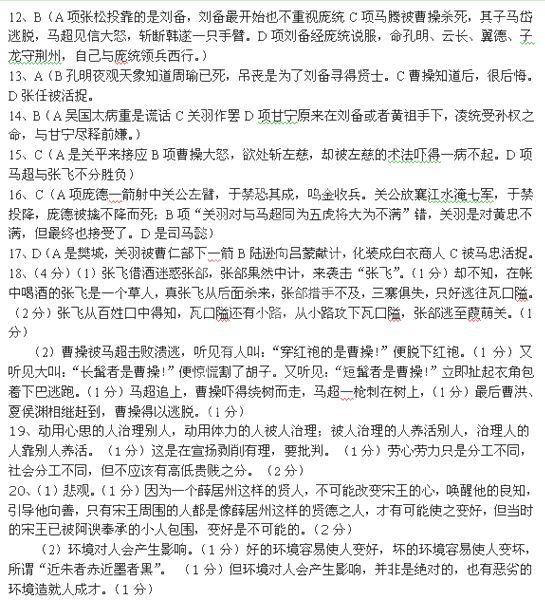 12、B（A项张松投靠的是刘备，刘备最开始也不重视庞统 C项马腾被曹操杀死，其子马岱
逃脱，马超见信大怒，斩断韩遂一只手臂。D项刘备经庞统说服，命孔明、云长、翼德、子
龙守荆州，自己与庞统领兵西行。）
13、A（B孔明夜观天象知道周瑜已死，吊丧是为了刘备寻得贤士。C曹操知道后，很后悔。
D张任被活捉。
14、B（A吴国太病重是谎话 C关羽作罢 D项甘宁原来在刘备或者黄祖手下，凌统受孙权之
命，与甘宁尽释前嫌。）
15、C（A是关平来接应 B项曹操大怒，欲处斩左慈，却被左慈的术法吓得一病不起。D项
马超与张飞不分胜负）
16、C（A项庞德一箭射中关公左臂，于禁恐其成，鸣金收兵。关公放襄江水淹七军，于禁
投降，庞德被擒不降而死；B项“关羽对与马超同为五虎将大为不满”错，关羽是对黄忠不
满，但最终也接受了。D是司马懿）
17、D（A是樊城，关羽被曹仁部下一箭 B陆逊向吕蒙献计，化装成白衣商人 C被马忠活捉。
18、（4分）（1）张飞借酒迷惑张郃，张郃果然中计，来袭击“张飞”。（1分）却不知，在帐
中喝酒的张飞是一个草人，真张飞从后面杀来，张郃措手不及，三寨俱失，只好逃往瓦口隘。
（2分）张飞从百姓口中得知，瓦口隘还有小路，从小路攻下瓦口隘，张郃逃至葭萌关。（1
分）
（2）曹操被马超击败溃逃，听见有人叫：“穿红袍的是曹操！”便脱下红袍。（1分）又
听见大叫：“长髯者是曹操！”便惊慌割了胡子。又听见：“短髯者是曹操！”立即扯起衣角包
着下巴逃跑。（1分）马超追上，曹操吓得绕树而走，马超一枪刺在树上，（1分）最后曹洪、
夏侯渊相继赶到，曹操得以逃脱。（1分）
19、动用心思的人治理别人，动用体力的人被人治理；被人治理的人养活别人，治理人的
人靠别人养活。（1分）这是在宣扬剥削有理，要批判。（1分）劳心劳力只是分工不同，
社会分工不同，但不应该有高低贵贱之分。（2分）
20、（1）悲观。（1分）因为一个薛居州这样的贤人，不可能改变宋王的心，唤醒他的良知，
引导他向善，只有宋王周围的人都是像薛居州这样的贤德之人，才有可能使之变好，但当时
的宋王已被阿谀奉承的小人包围，变好是不可能的。（2分）
（2）环境对人会产生影响。（1分）好的环境容易使人变好，坏的环境容易使人变坏，
所谓“近朱者赤近墨者黑”。（1分）但环境对人会产生影响，并非是绝对的，也有恶劣的
环境造就人成才。（1分）